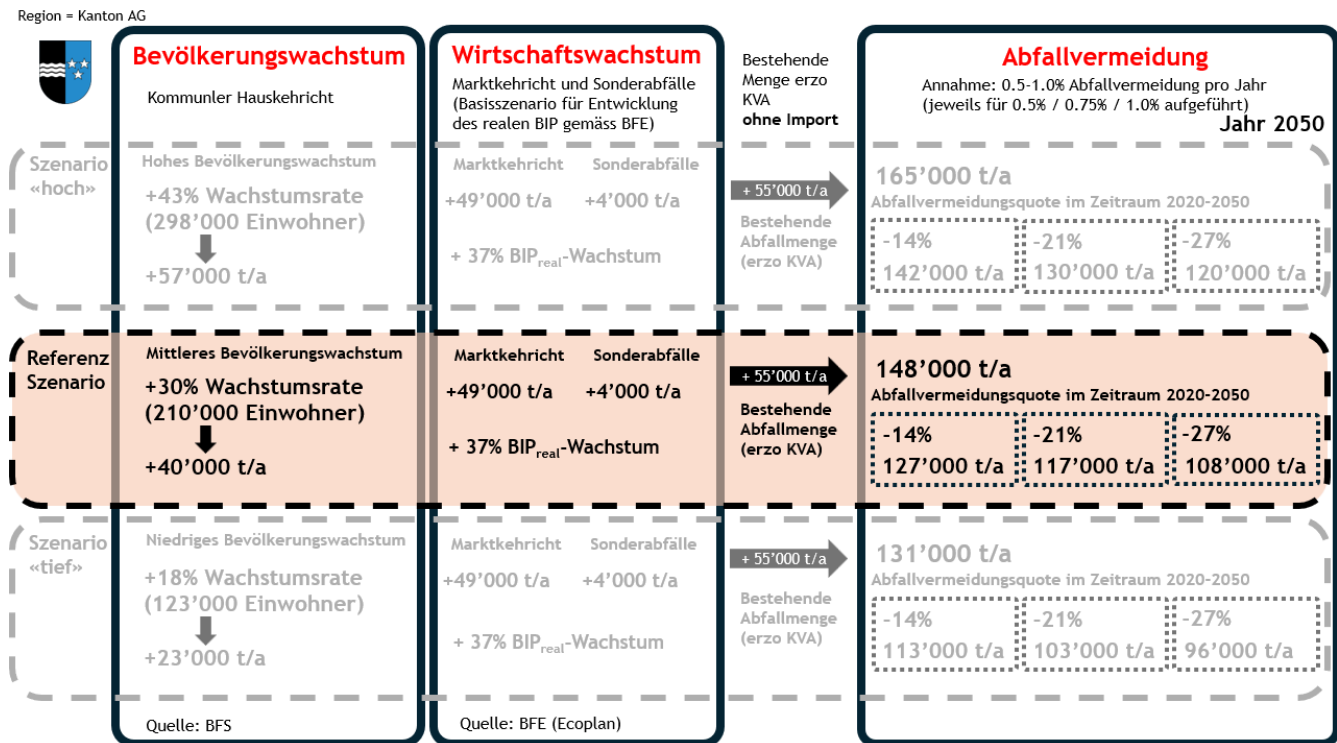 Region = Kanton AG
Bevölkerungswachstum
Kommunler Hauskehricht
Wirtschaftswachstum
Marktkehricht und Sonderabfälle
(Basisszenario für Entwicklung
des realen BIP gemäss BFE)
Bestehende
Menge erzo
KVA
ohne Import
Abfallvermeidung
Annahme: 0.5-1.0% Abfallvermeidung pro Jahr
(jeweils für 0.5% / 0.75% / 1.0% aufgeführt)
Jahr 2050
Szenario
«hoch»
Hohes Bevölkerungswachstum
+43% Wachstumsrate
(298’000 Einwohner)
+57’000 t/a
Marktkehricht Sonderabfälle
+49’000 t/a +4’000 t/a
+ 37% BIPreal-Wachstum
+ 55’000 t/a
Bestehende
Abfallmenge
(erzo KVA)
165’000 t/a
Abfallvermeidungsquote im Zeitraum 2020-2050
-14% -21% -27%
142’000 t/a 130’000 t/a 120’000 t/a
Referenz
Szenario
Mittleres Bevölkerungswachstum
+30% Wachstumsrate
(210’000 Einwohner)
+40’000 t/a
Marktkehricht Sonderabfälle
+49’000 t/a +4’000 t/a
+ 37% BIPreal-Wachstum
+ 55’000 t/a
Bestehende
Abfallmenge
(erzo KVA)
148’000 t/a
Abfallvermeidungsquote im Zeitraum 2020-2050
-14% -21% -27%
127’000 t/a 117’000 t/a 108’000 t/a
Szenario
«tief»
Niedriges Bevölkerungswachstum
+18% Wachstumsrate
(123’000 Einwohner)
+23’000 t/a
Marktkehricht Sonderabfälle
+49’000 t/a +4’000 t/a
+ 37% BIPreal-Wachstum
+ 55’000 t/a
Bestehende
Abfallmenge
(erzo KVA)
131’000 t/a
Abfallvermeidungsquote im Zeitraum 2020-2050
-14% -21% -27%
113’000 t/a 103’000 t/a 96’000 t/a
Quelle: BFS
Quelle: BFE (Ecoplan)